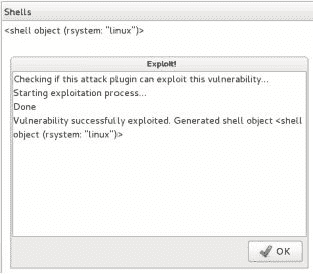 Shells
<shell object (rsystem: "linux")>
Exploit!
Checking if this attack plugin can exploit this vulnerability...
Starting exploitation process...
Done
Vulnerability successfully exploited. Generated shell object <shell
object (rsystem: "linux")>
OK